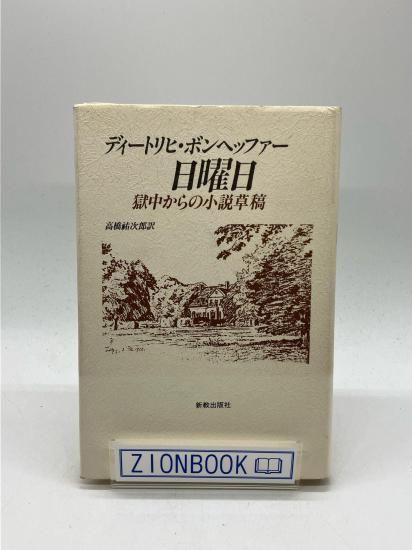 ディートリヒ・ボンヘッファー
日曜日
獄中からの小説草稿
高橋祐次郎訳
新教出版社
ZIONBOOK